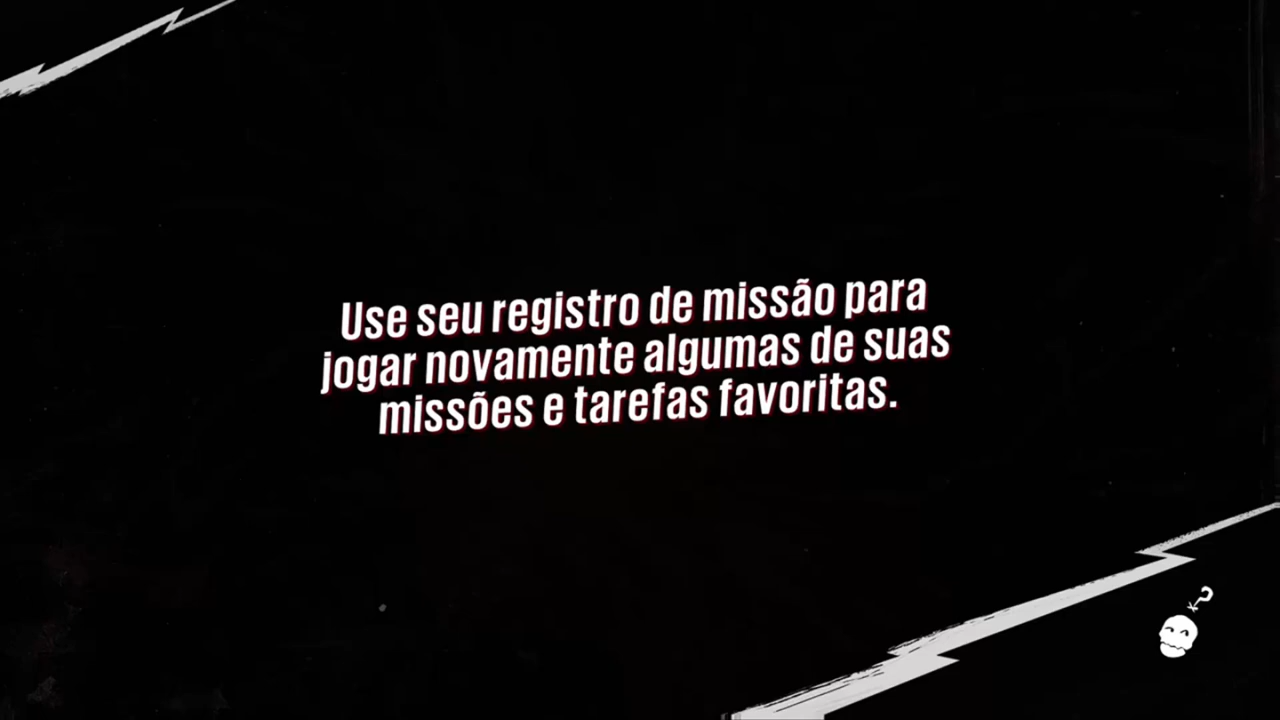 Use seu registro de missão para
jogar novamente algumas de suas
missões e tarefas favoritas.